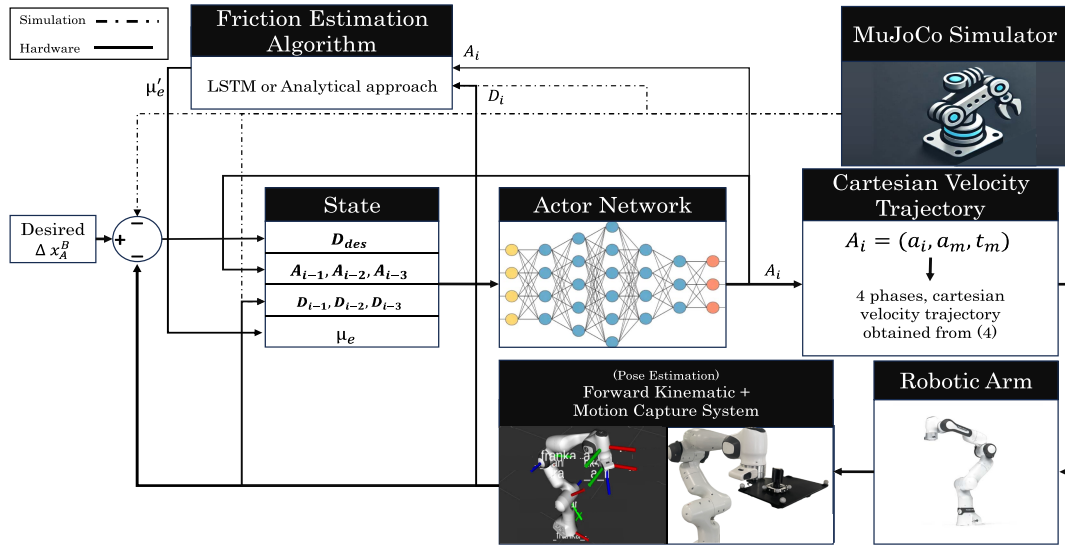 Simulation
Hardware
Friction Estimation
Algorithm
LSTM or Analytical approach
A_i
D_i
μ'_e
MuJoCo Simulator
Desired
Δ x_A^B
−
+
−
State
D_des
A_{i−1}, A_{i−2}, A_{i−3}
D_{i−1}, D_{i−2}, D_{i−3}
μ_e
Actor Network
A_i
Cartesian Velocity
Trajectory
A_i = (a_i, a_m, t_m)
4 phases, cartesian
velocity trajectory
obtained from (4)
(Pose Estimation)
Forward Kinematic +
Motion Capture System
Robotic Arm